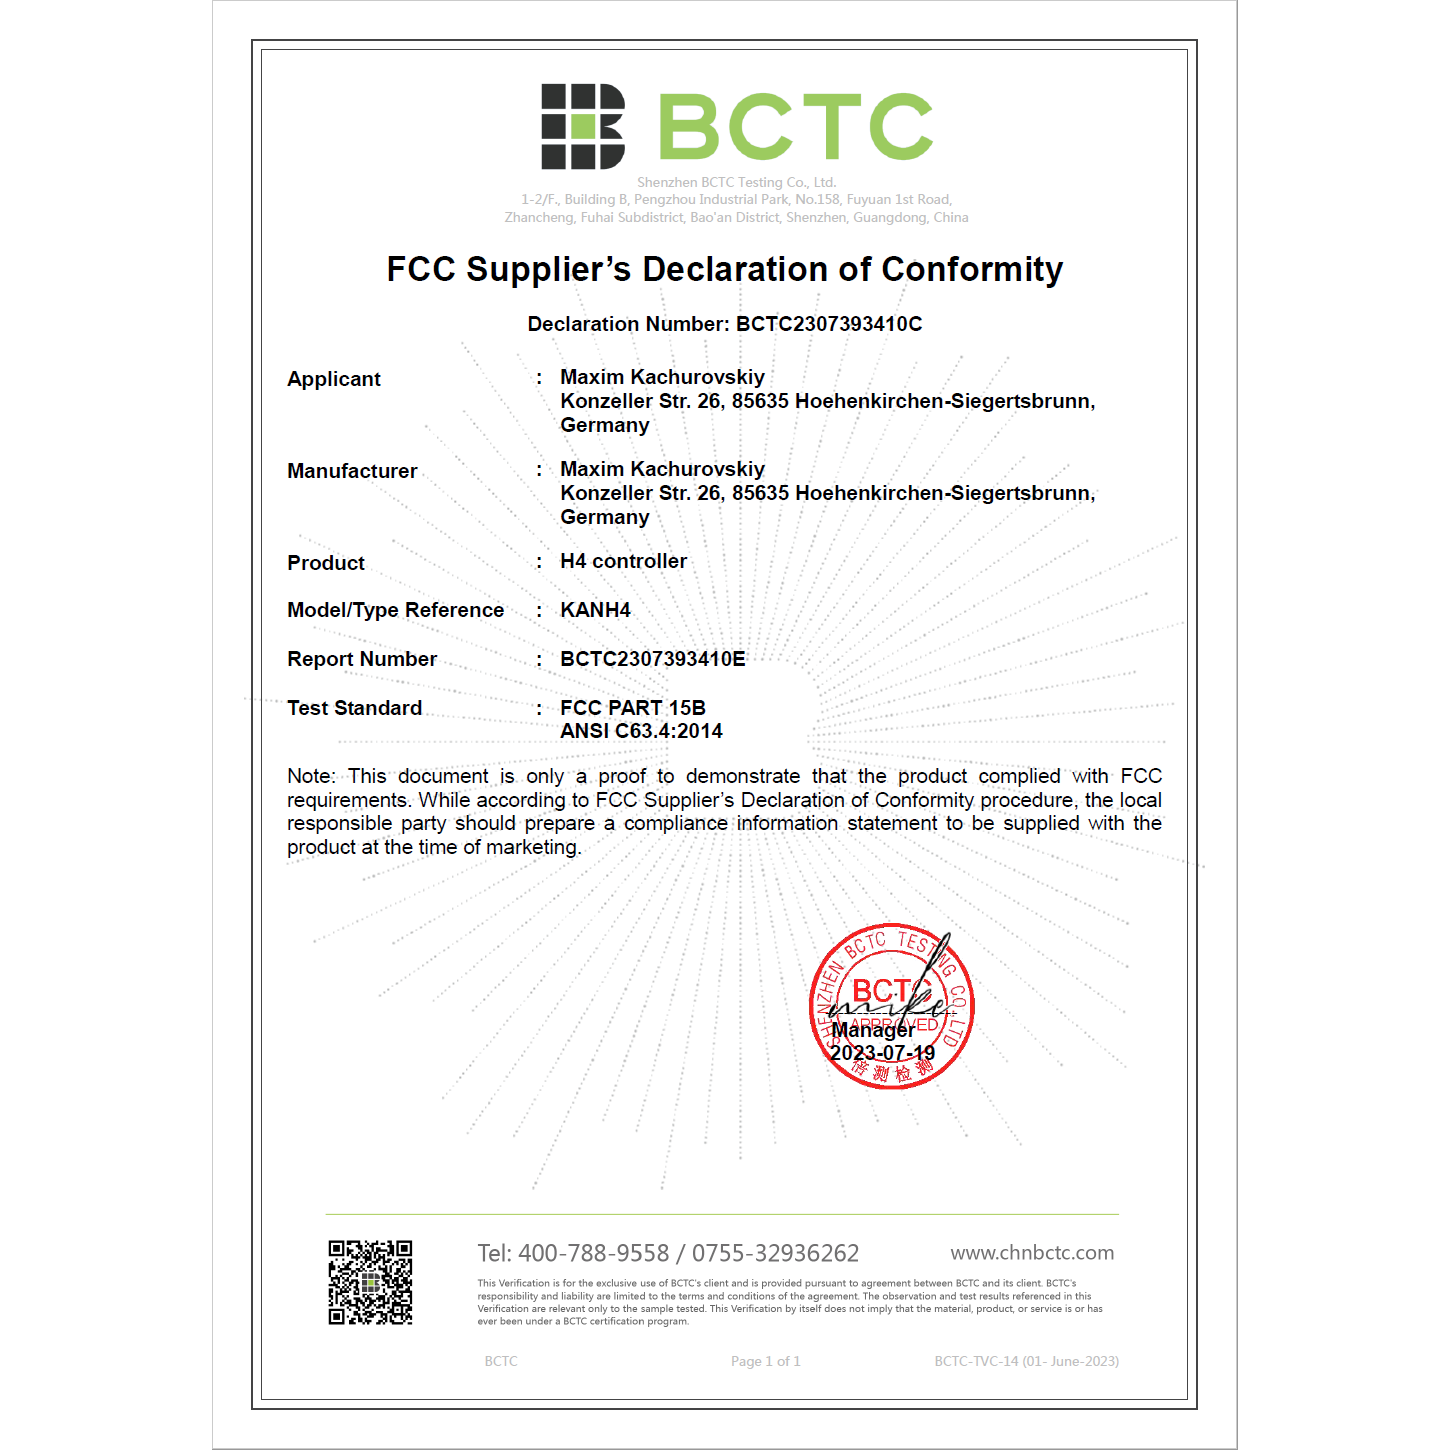 BCTC
Shenzhen BCTC Testing Co., Ltd.
1-2/F., Building B, Pengzhou Industrial Park, No.158, Fuyuan 1st Road,
Zhancheng, Fuhai Subdistrict, Bao'an District, Shenzhen, Guangdong, China
FCC Supplier’s Declaration of Conformity
Declaration Number: BCTC2307393410C
Applicant : Maxim Kachurovskiy
Konzeller Str. 26, 85635 Hoehenkirchen-Siegertsbrunn,
Germany
Manufacturer : Maxim Kachurovskiy
Konzeller Str. 26, 85635 Hoehenkirchen-Siegertsbrunn,
Germany
Product : H4 controller
Model/Type Reference : KANH4
Report Number : BCTC2307393410E
Test Standard : FCC PART 15B
ANSI C63.4:2014
Note: This document is only a proof to demonstrate that the product complied with FCC
requirements. While according to FCC Supplier’s Declaration of Conformity procedure, the local
responsible party should prepare a compliance information statement to be supplied with the
product at the time of marketing.
SHENZHEN BCTC TESTING CO.LTD
BCTC
mike
APPROVED
Manager
2023-07-19
倍测检测
Tel: 400-788-9558 / 0755-32936262
www.chnbctc.com
This Verification is for the exclusive use of BCTC's client and is provided pursuant to agreement between BCTC and its client. BCTC's
responsibility and liability are limited to the terms and conditions of the agreement. The observation and test results referenced in this
Verification are relevant only to the sample tested. This Verification by itself does not imply that the material, product, or service is or has
ever been under a BCTC certification program.
BCTC
Page 1 of 1
BCTC-TVC-14 (01- June-2023)